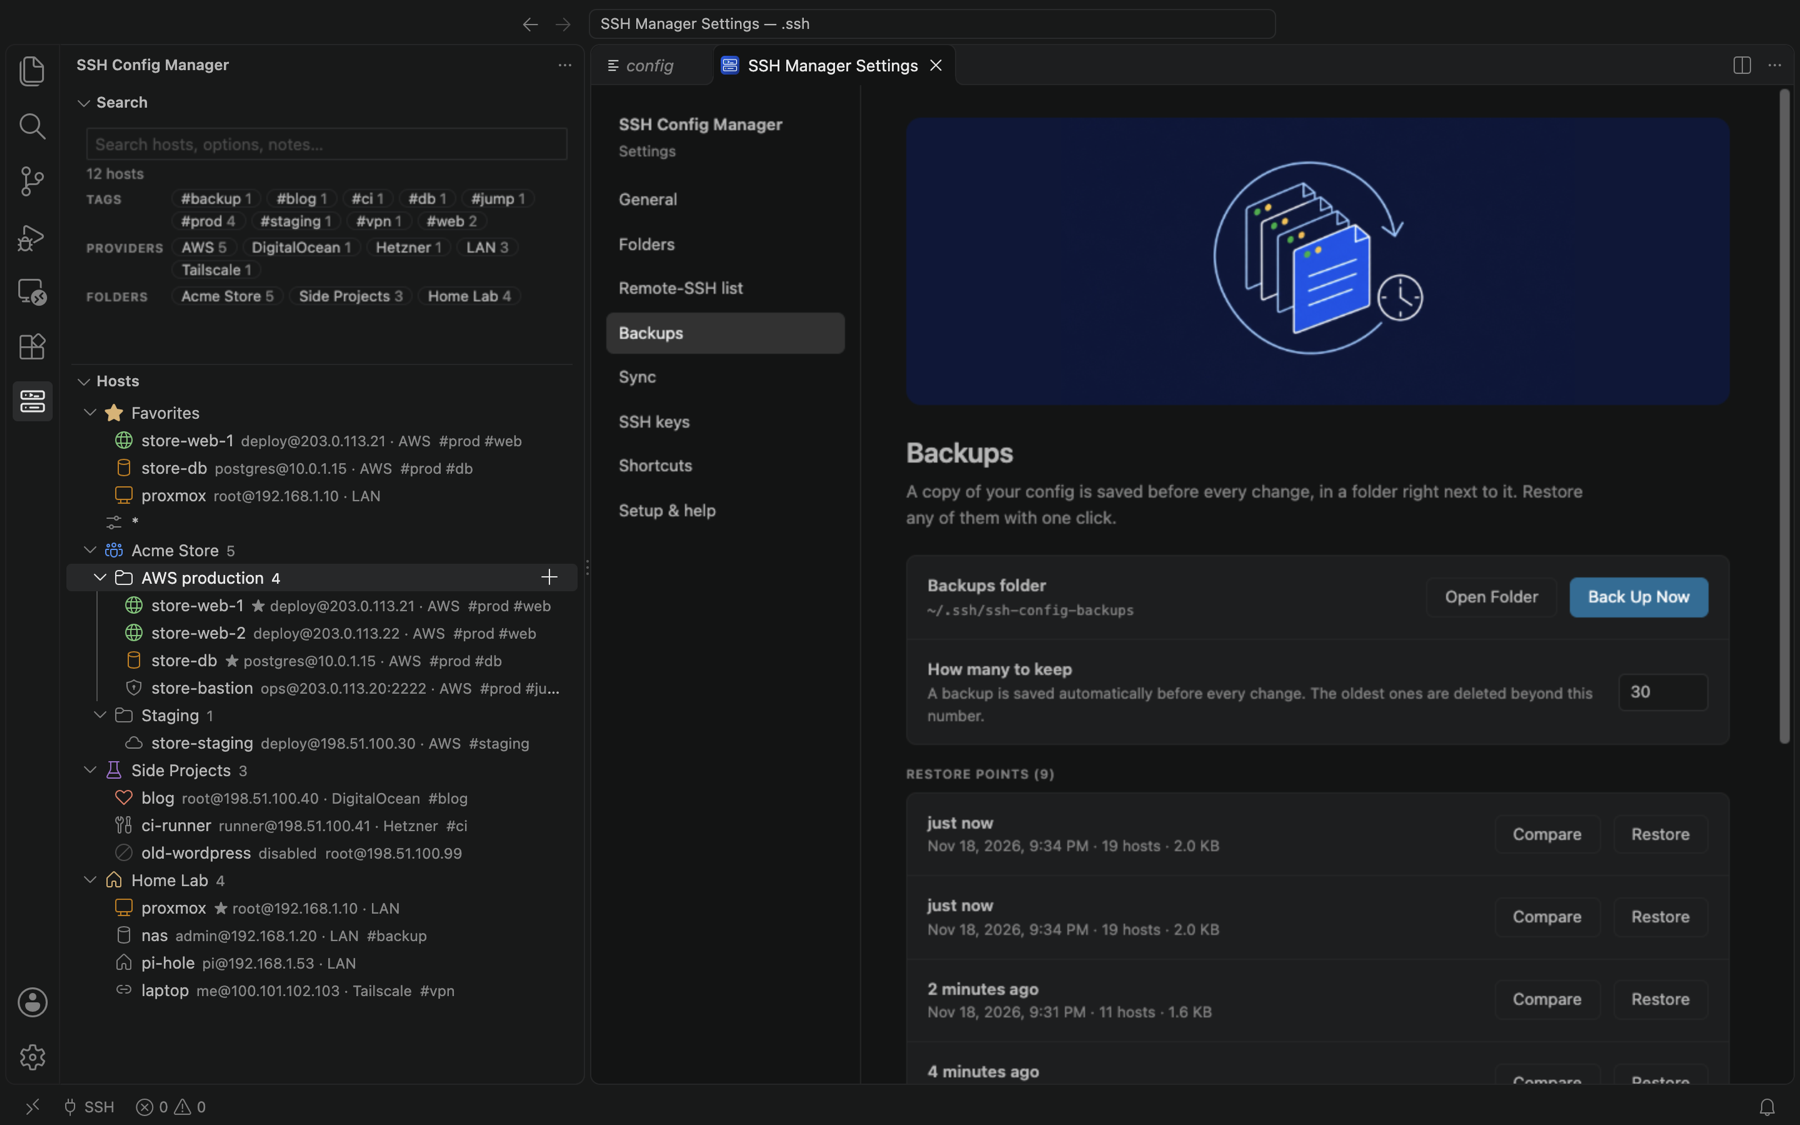 SSH Manager Settings — .ssh
SSH Config Manager
Search
Search hosts, options, notes...
12 hosts
TAGS #backup 1 #blog 1 #ci 1 #db 1 #jump 1
#prod 4 #staging 1 #vpn 1 #web 2
PROVIDERS AWS 5 DigitalOcean 1 Hetzner 1 LAN 3
Tailscale 1
FOLDERS Acme Store 5 Side Projects 3 Home Lab 4
Hosts
Favorites
store-web-1 deploy@203.0.113.21 · AWS #prod #web
store-db postgres@10.0.1.15 · AWS #prod #db
proxmox root@192.168.1.10 · LAN
*
Acme Store 5
AWS production 4
store-web-1 ★ deploy@203.0.113.21 · AWS #prod #web
store-web-2 deploy@203.0.113.22 · AWS #prod #web
store-db ★ postgres@10.0.1.15 · AWS #prod #db
store-bastion ops@203.0.113.20:2222 · AWS #prod #ju...
Staging 1
store-staging deploy@198.51.100.30 · AWS #staging
Side Projects 3
blog root@198.51.100.40 · DigitalOcean #blog
ci-runner runner@198.51.100.41 · Hetzner #ci
old-wordpress disabled root@198.51.100.99
Home Lab 4
proxmox ★ root@192.168.1.10 · LAN
nas admin@192.168.1.20 · LAN #backup
pi-hole pi@192.168.1.53 · LAN
laptop me@100.101.102.103 · Tailscale #vpn
config
SSH Manager Settings
SSH Config Manager
Settings
General
Folders
Remote-SSH list
Backups
Sync
SSH keys
Shortcuts
Setup & help
Backups
A copy of your config is saved before every change, in a folder right next to it. Restore
any of them with one click.
Backups folder
~/.ssh/ssh-config-backups
Open Folder
Back Up Now
How many to keep
A backup is saved automatically before every change. The oldest ones are deleted beyond this
number.
30
RESTORE POINTS (9)
just now
Nov 18, 2026, 9:34 PM · 19 hosts · 2.0 KB
Compare
Restore
just now
Nov 18, 2026, 9:34 PM · 19 hosts · 2.0 KB
Compare
Restore
2 minutes ago
Nov 18, 2026, 9:31 PM · 11 hosts · 1.6 KB
Compare
Restore
4 minutes ago
Compare
Restore
SSH
0
0